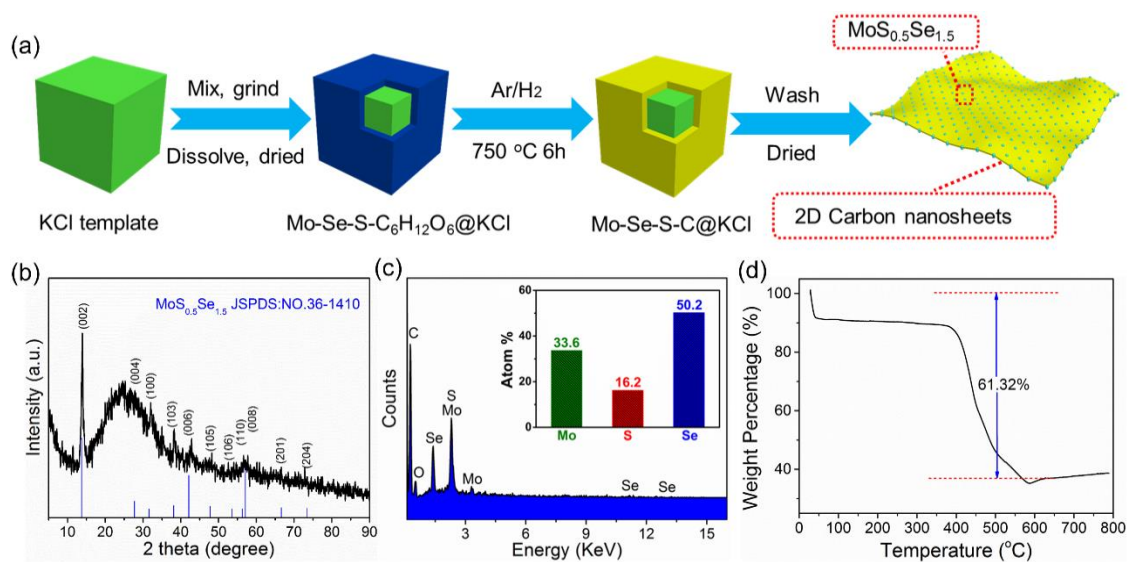 (a)
MoS0.5Se1.5
Mix, grind
Dissolve, dried
Ar/H2
750 °C 6h
Wash
Dried
KCl template
Mo-Se-S-C6H12O6@KCl
Mo-Se-S-C@KCl
2D Carbon nanosheets
(b)
MoS0.5Se1.5 JSPDS:NO.36-1410
(002)
(004)
(100)
(103)
(006)
(105)
(106)
(110)
(008)
(201)
(204)
Intensity (a.u.)
10 20 30 40 50 60 70 80 90
2 theta (degree)
(c)
Counts
C
O
Se
S
Mo
Mo
Se
Se
Atom %
60
40
20
0
33.6
16.2
50.2
Mo
S
Se
3 6 9 12 15
Energy (KeV)
(d)
Weight Percentage (%)
100
80
60
40
61.32%
0 100 200 300 400 500 600 700 800
Temperature (°C)